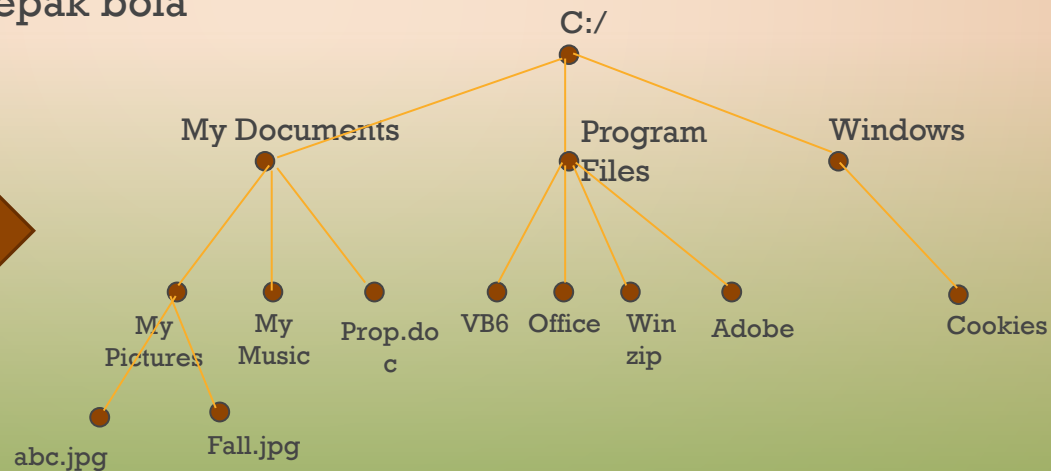 epak bola
C:/
My Documents
Program
Files
Windows
My
Pictures
My
Music
Prop.do
c
VB6
Office
Win
zip
Adobe
Cookies
abc.jpg
Fall.jpg